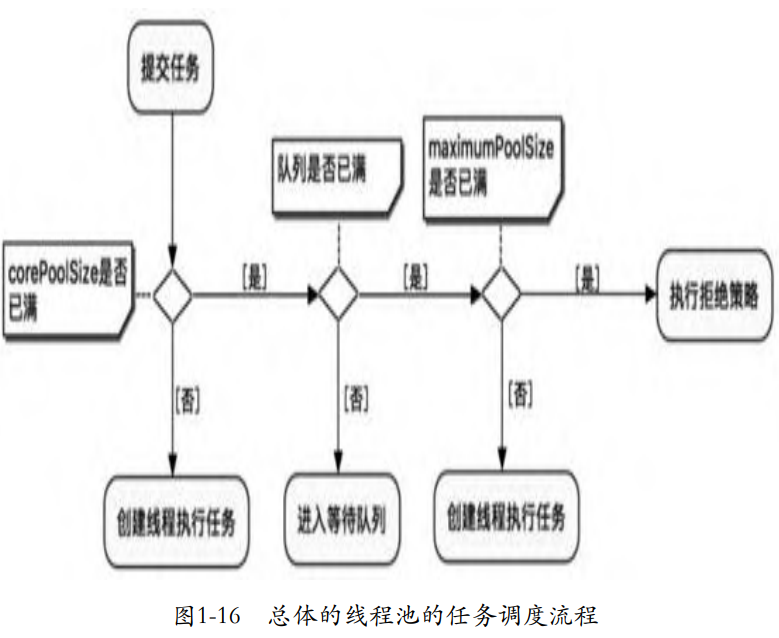 提交任务
队列是否已满
maximumPoolSize
是否已满
corePoolSize是否
已满
[是]
[是]
[是]
执行拒绝策略
[否]
[否]
[否]
创建线程执行任务
进入等待队列
创建线程执行任务
图1-16 总体的线程池的任务调度流程